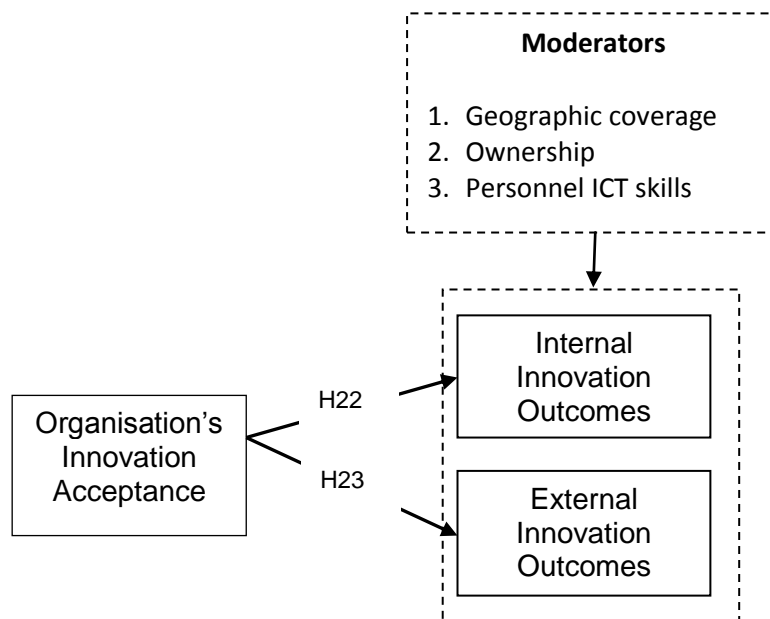 Moderators
1. Geographic coverage
2. Ownership
3. Personnel ICT skills
Internal
Innovation
Outcomes
H22
Organisation’s
Innovation
Acceptance
H23
External
Innovation
Outcomes